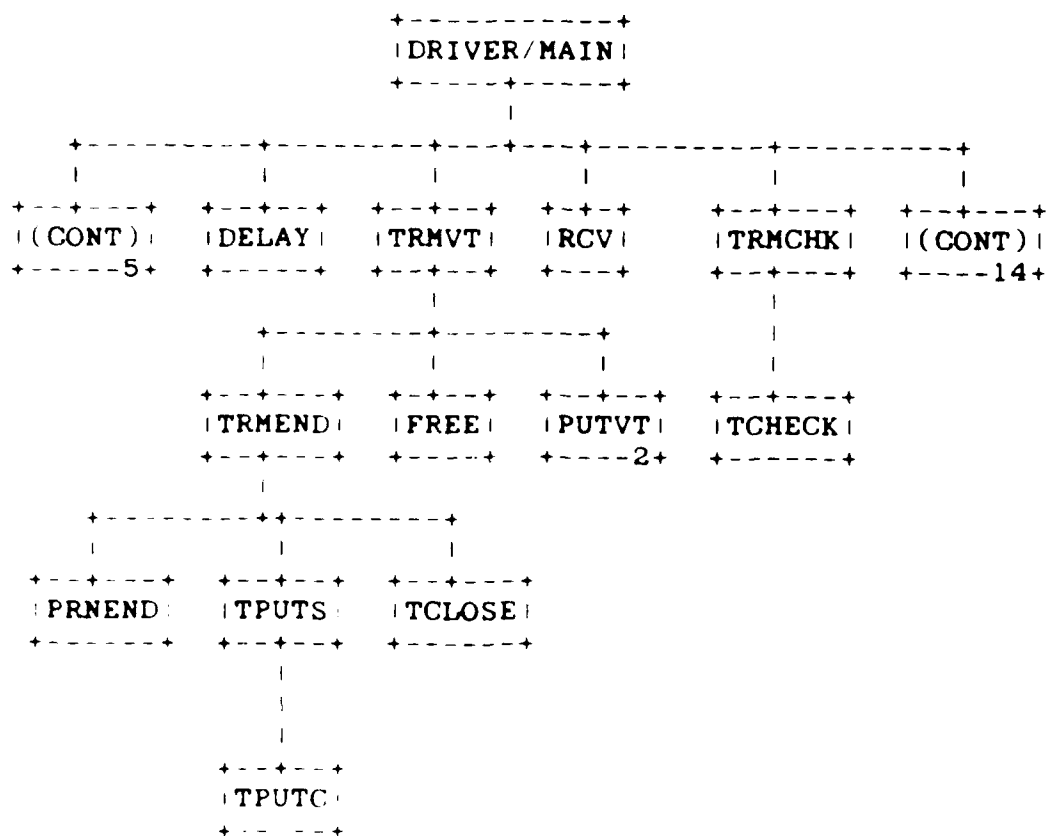 DRIVER/MAIN
(CONT) DELAY TRMVT RCV TRMCHK (CONT)
5 14
TRMEND FREE PUTVT TCHECK
2
PRNEND TPUTS TCLOSE
TPUTC